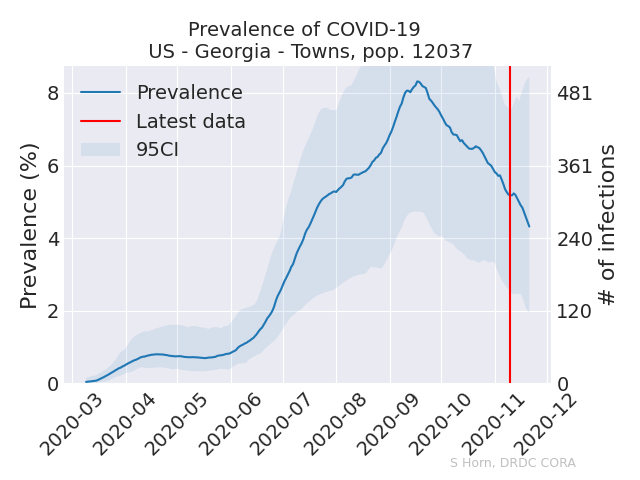 Prevalence of COVID-19
US - Georgia - Towns, pop. 12037
Prevalence
Latest data
95CI
Prevalence (%)
8
6
4
2
0
481
361
240
120
0
# of infections
2020-03
2020-04
2020-05
2020-06
2020-07
2020-08
2020-09
2020-10
2020-11
2020-12
S Horn, DRDC CORA